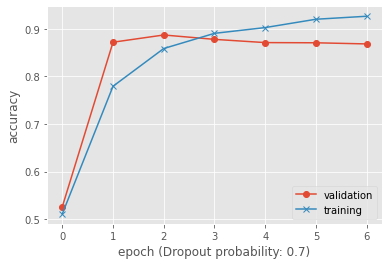 0.9
0.8
0.7
0.6
0.5
accuracy
validation
training
0 1 2 3 4 5 6
epoch (Dropout probability: 0.7)